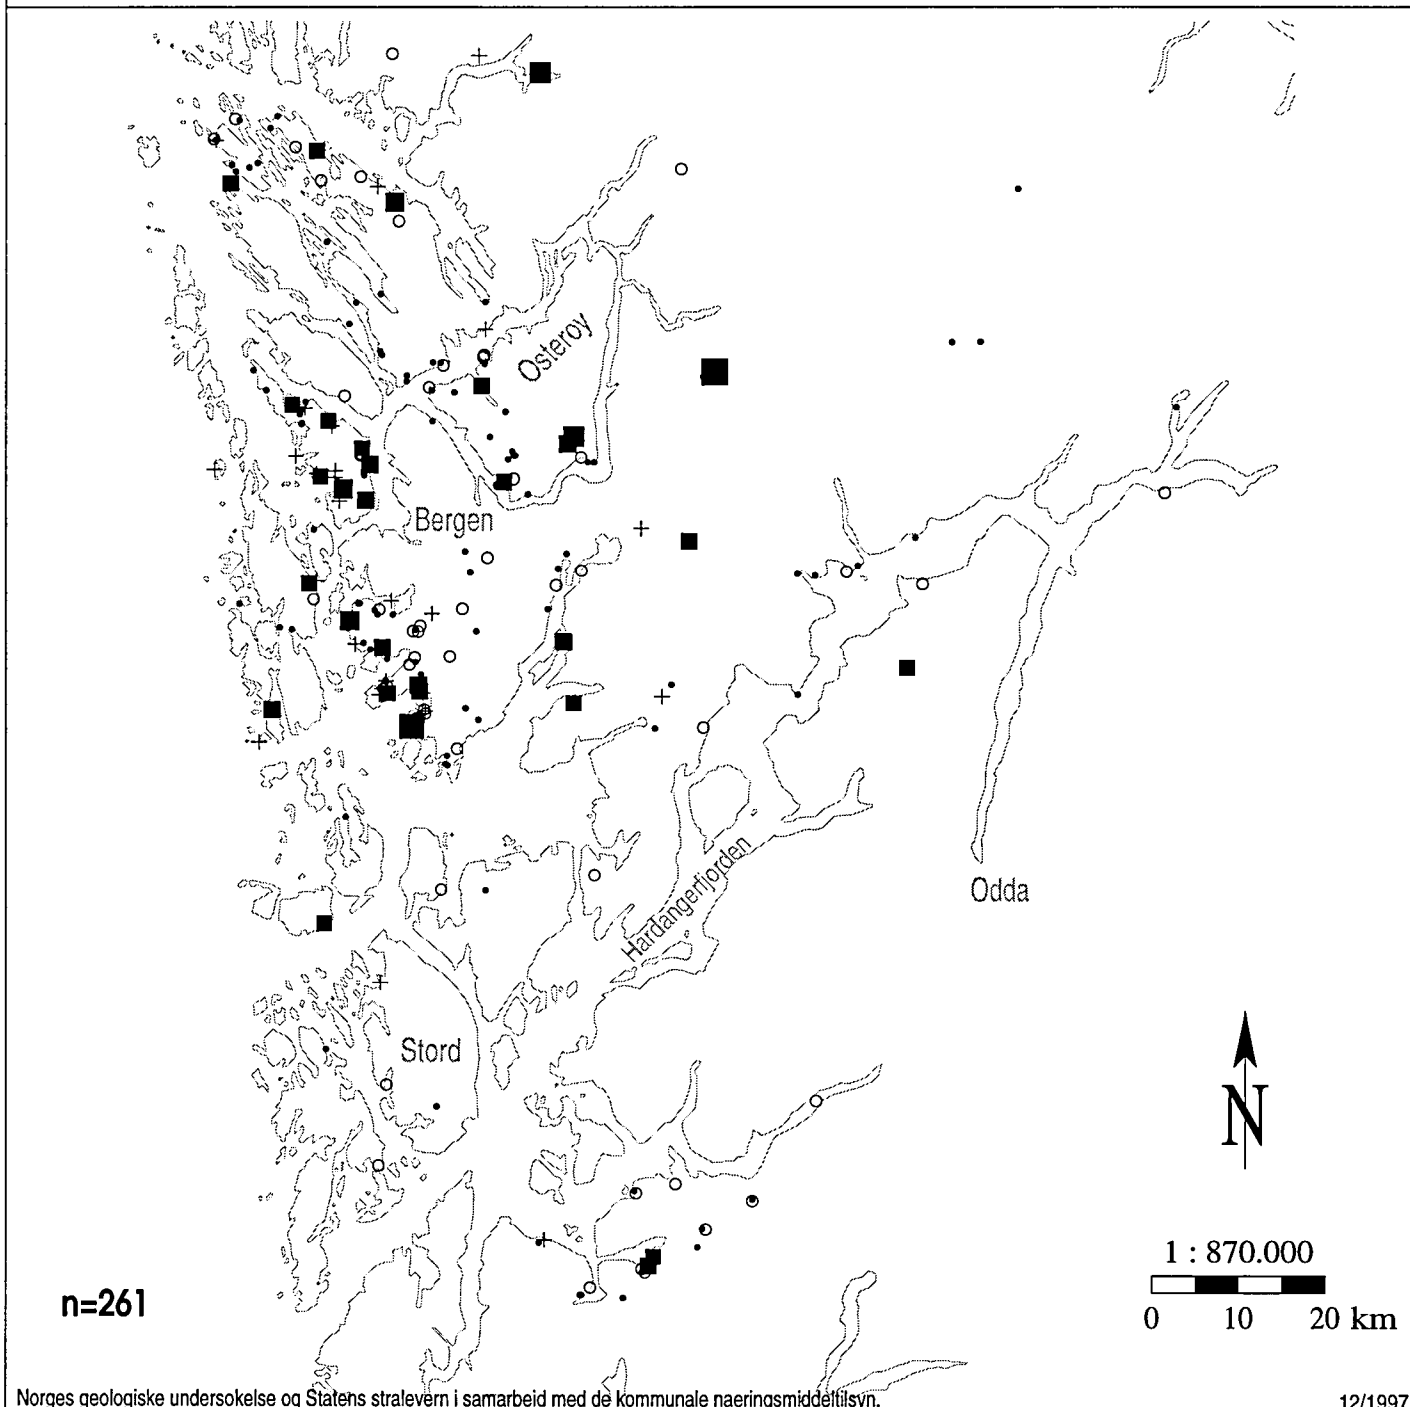 Osterøy
Bergen
Hardangerfjorden
Odda
Stord
N
1 : 870.000
0 10 20 km
n=261
Norges geologiske undersokelse og Statens stralevern i samarbeid med de kommunale naeringsmiddeltilsyn. 12/1997